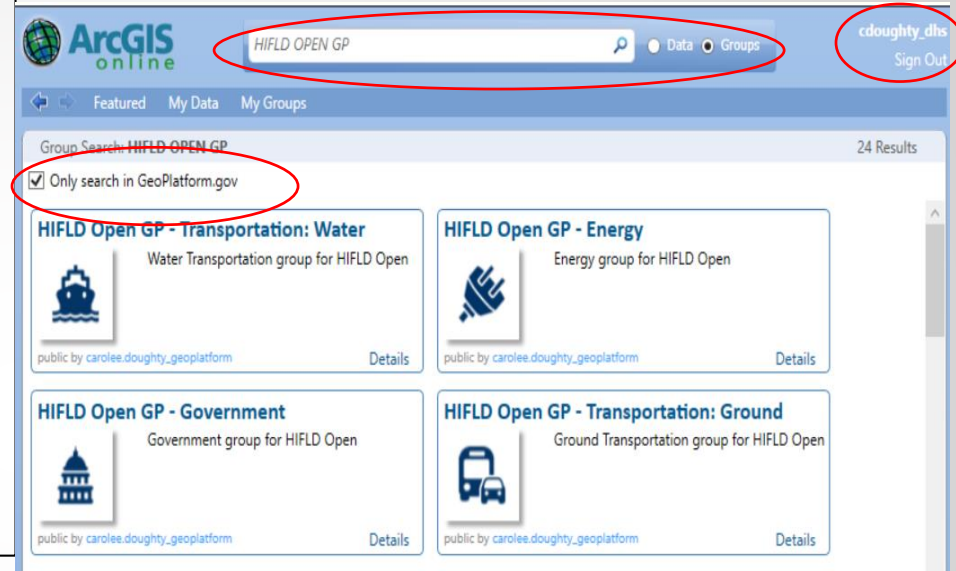 ArcGIS
online
HIFLD OPEN GP
Data Groups
cdoughty_dhs
Sign Out
Featured My Data My Groups
Group Search: HIFLD OPEN GP
24 Results
Only search in GeoPlatform.gov
HIFLD Open GP - Transportation: Water
Water Transportation group for HIFLD Open
public by carolee.doughty_geoplatform
Details
HIFLD Open GP - Energy
Energy group for HIFLD Open
public by carolee.doughty_geoplatform
Details
HIFLD Open GP - Government
Government group for HIFLD Open
public by carolee.doughty_geoplatform
Details
HIFLD Open GP - Transportation: Ground
Ground Transportation group for HIFLD Open
public by carolee.doughty_geoplatform
Details